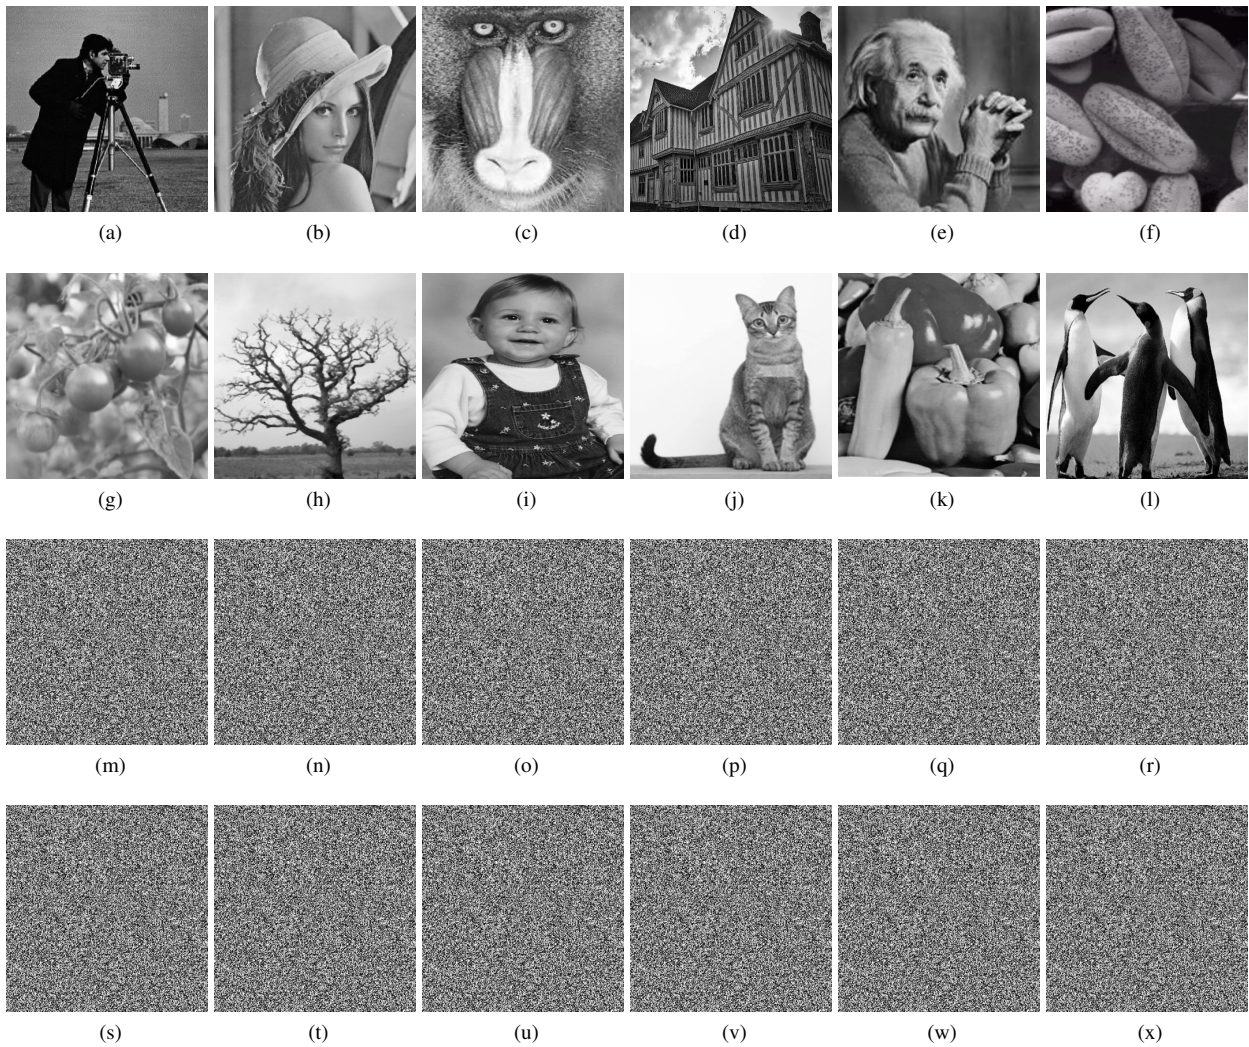 (a) (b) (c) (d) (e) (f)
(g) (h) (i) (j) (k) (l)
(m) (n) (o) (p) (q) (r)
(s) (t) (u) (v) (w) (x)